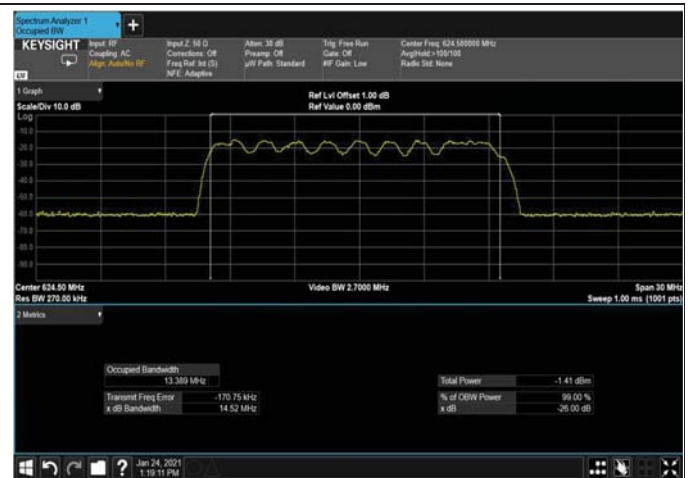 Spectrum Analyzer 1
Occupied BW
+
KEYSIGHT
Input: RF
Coupling: AC
Align: Auto/No RF
Input Z: 50 Ω
Corrections: Off
Freq Ref: Int (S)
NFE: Adaptive
Atten: 30 dB
Preamp: Off
µW Path: Standard
Trig: Free Run
Gate: Off
#IF Gain: Low
Center Freq: 624.500000 MHz
Avg|Hold:>100/100
Radio Std: None
1 Graph
Scale/Div 10.0 dB
Ref Lvl Offset 1.00 dB
Ref Value 0.00 dBm
Log
-10.0
-20.0
-30.0
-40.0
-50.0
-60.0
-70.0
-80.0
-90.0
Center 624.50 MHz
Res BW 270.00 kHz
Video BW 2.7000 MHz
Span 30 MHz
Sweep 1.00 ms (1001 pts)
2 Metrics
Occupied Bandwidth
13.389 MHz
Transmit Freq Error -170.75 kHz
x dB Bandwidth 14.52 MHz
Total Power -1.41 dBm
% of OBW Power 99.00 %
x dB -26.00 dB
?
Jan 24, 2021
1:19:11 PM